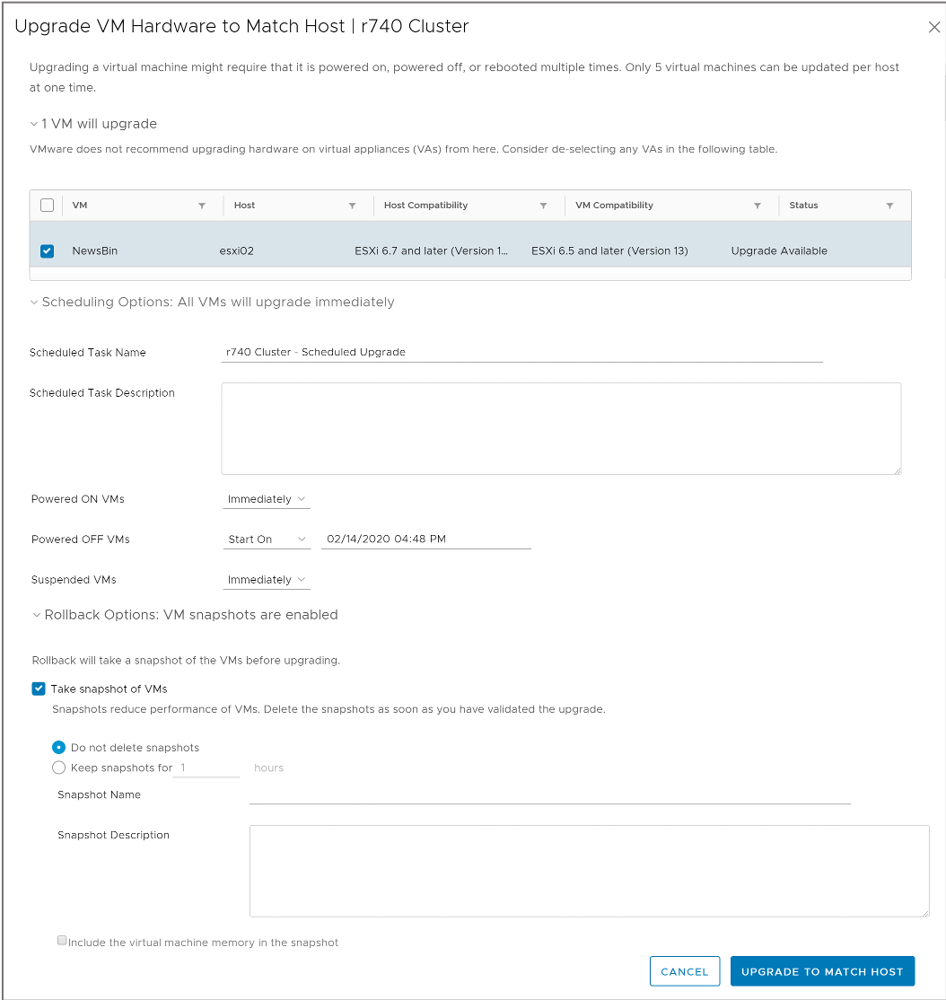 Upgrade VM Hardware to Match Host | r740 Cluster
Upgrading a virtual machine might require that it is powered on, powered off, or rebooted multiple times. Only 5 virtual machines can be updated per host
at one time.
1 VM will upgrade
VMware does not recommend upgrading hardware on virtual appliances (VAs) from here. Consider de-selecting any VAs in the following table.
VM Host Host Compatibility VM Compatibility Status
NewsBin esxi02 ESXi 6.7 and later (Version 1... ESXi 6.5 and later (Version 13) Upgrade Available
Scheduling Options: All VMs will upgrade immediately
Scheduled Task Name r740 Cluster - Scheduled Upgrade
Scheduled Task Description
Powered ON VMs Immediately
Powered OFF VMs Start On 02/14/2020 04:48 PM
Suspended VMs Immediately
Rollback Options: VM snapshots are enabled
Rollback will take a snapshot of the VMs before upgrading.
Take snapshot of VMs
Snapshots reduce performance of VMs. Delete the snapshots as soon as you have validated the upgrade.
Do not delete snapshots
Keep snapshots for 1 hours
Snapshot Name
Snapshot Description
Include the virtual machine memory in the snapshot
CANCEL UPGRADE TO MATCH HOST